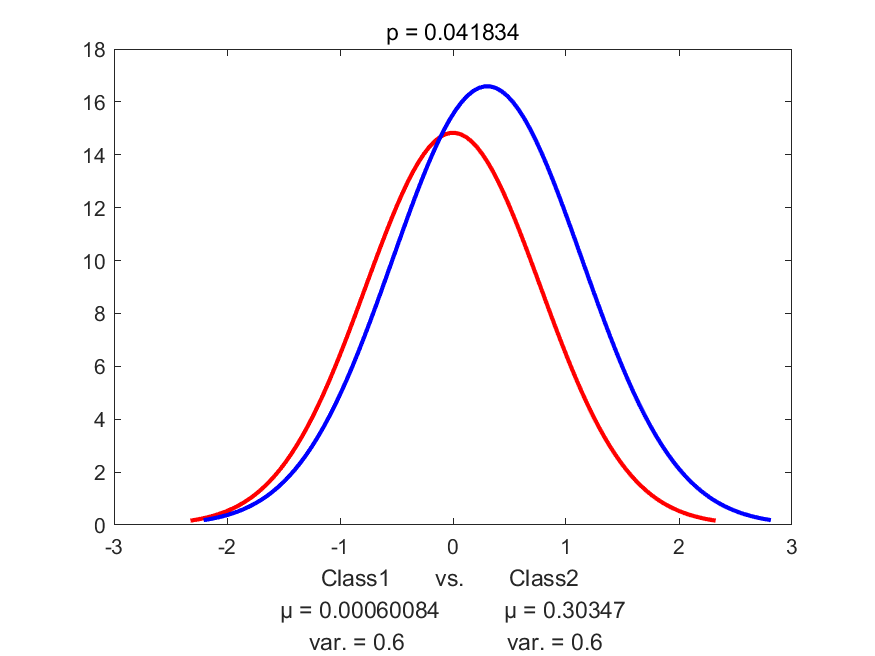 p = 0.041834
18
16
14
12
10
8
6
4
2
0
-3 -2 -1 0 1 2 3
Class1 vs. Class2
μ = 0.00060084 μ = 0.30347
var. = 0.6 var. = 0.6